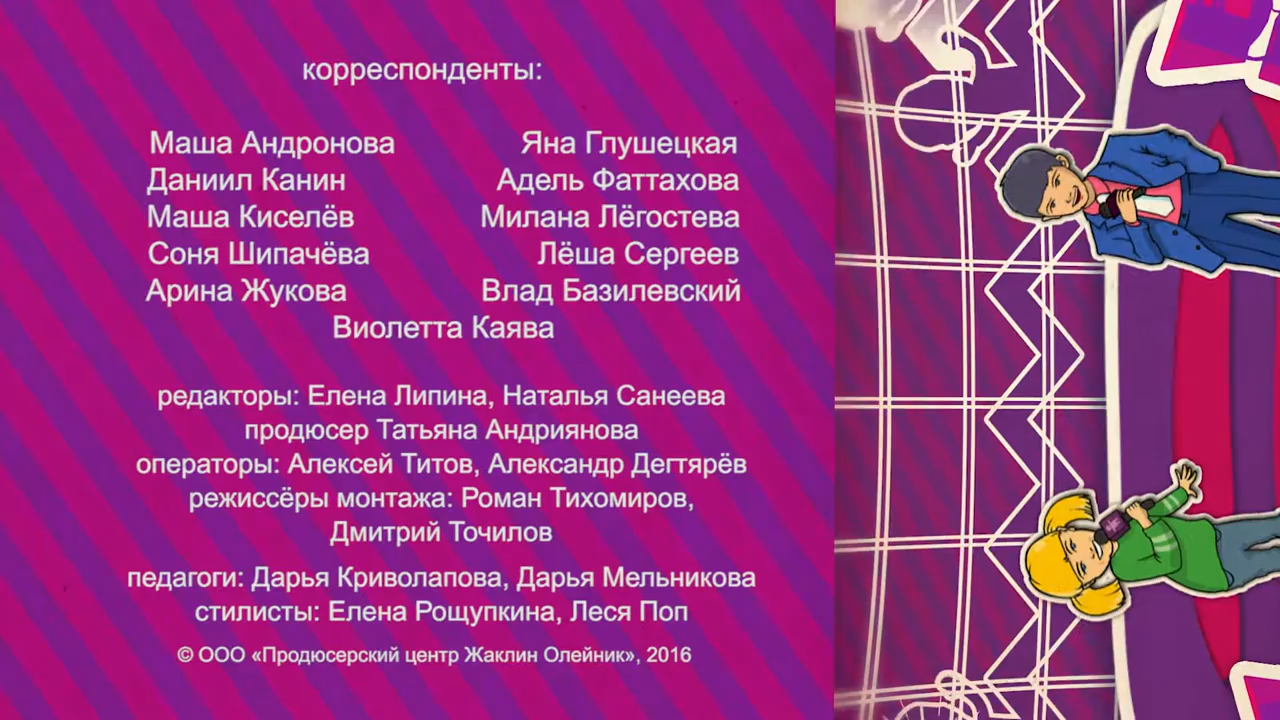 корреспонденты:
Маша Андронова Яна Глушецкая
Даниил Канин Адель Фаттахова
Маша Киселёв Милана Лёгостева
Соня Шипачёва Лёша Сергеев
Арина Жукова Влад Базилевский
Виолетта Каява
редакторы: Елена Липина, Наталья Санеева
продюсер Татьяна Андриянова
операторы: Алексей Титов, Александр Дегтярёв
режиссёры монтажа: Роман Тихомиров,
Дмитрий Точилов
педагоги: Дарья Криволапова, Дарья Мельникова
стилисты: Елена Рощупкина, Леся Поп
© ООО «Продюсерский центр Жаклин Олейник», 2016